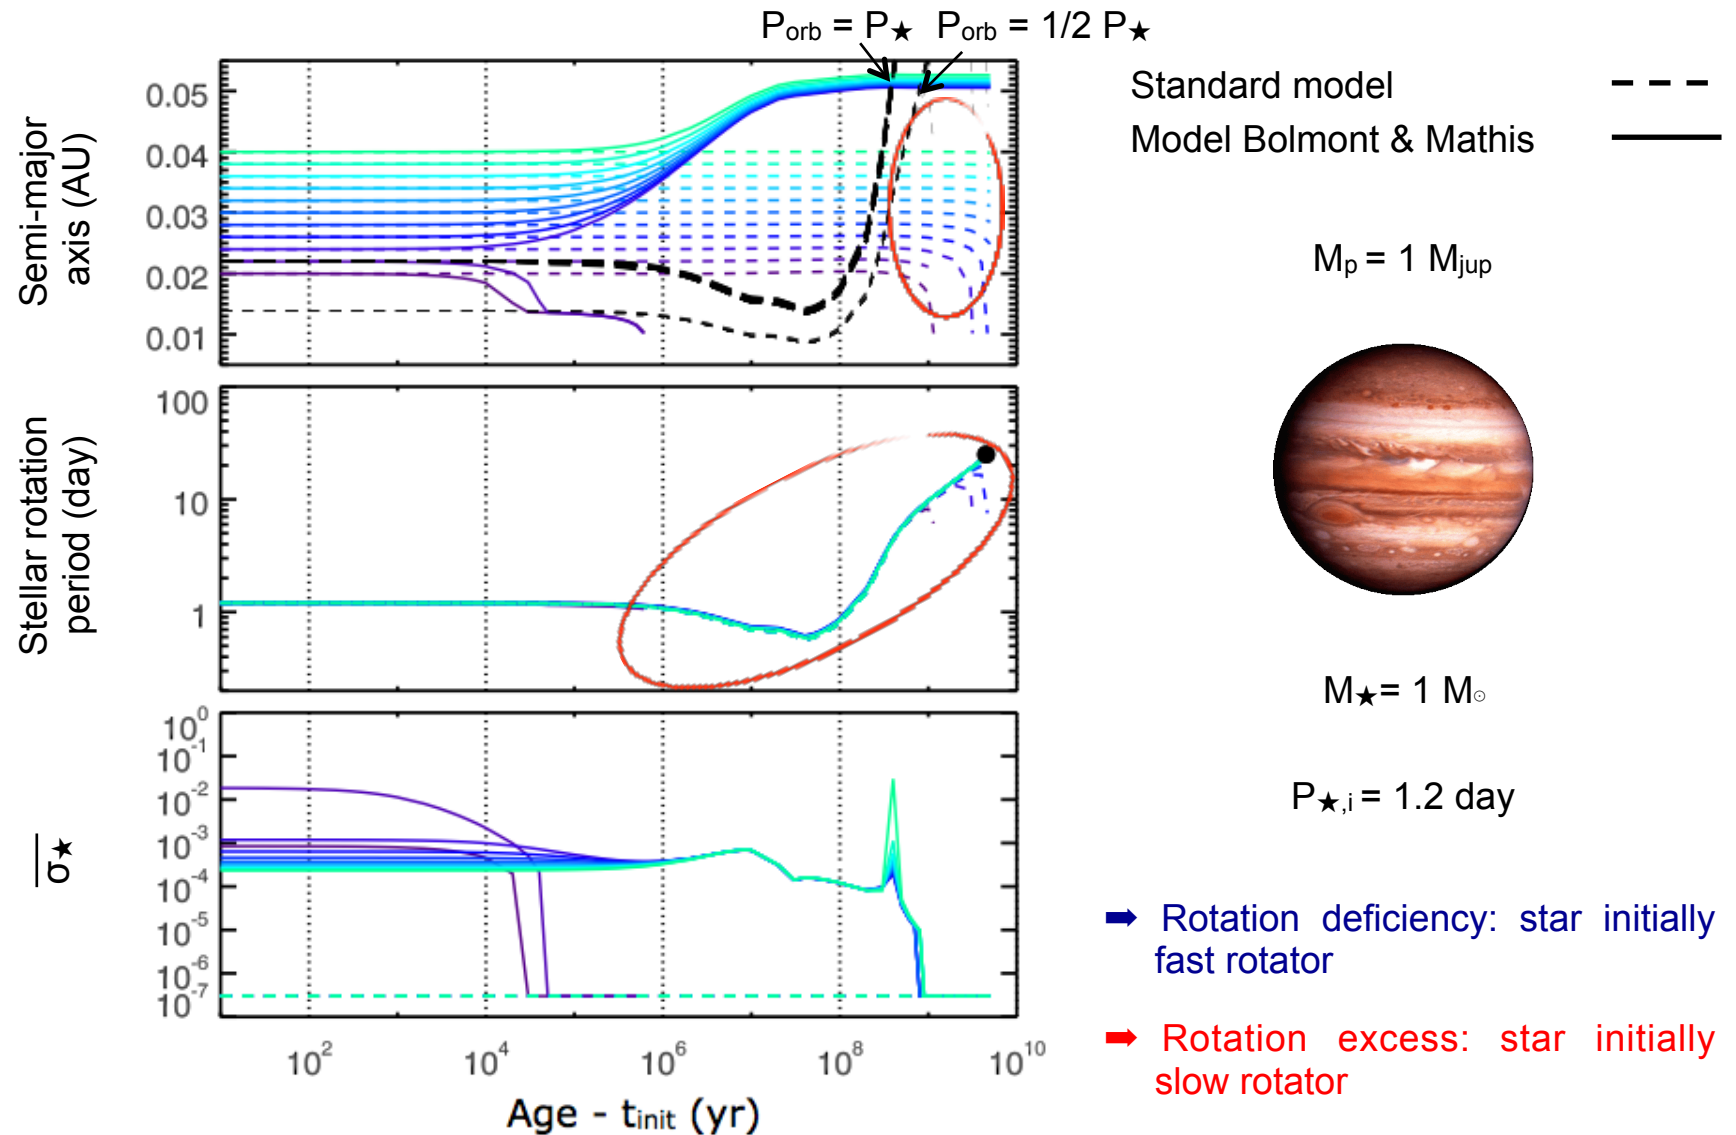 P_orb = P★ P_orb = 1/2 P★
Standard model
Model Bolmont & Mathis
Semi-major
axis (AU)
0.05
0.04
0.03
0.02
0.01
M_p = 1 M_jup
Stellar rotation
period (day)
100
10
1
M★ = 1 M☉
P★,i = 1.2 day
σ★
10^0
10^-1
10^-2
10^-3
10^-4
10^-5
10^-6
10^-7
10^2 10^4 10^6 10^8 10^10
Age - t_init (yr)
➡ Rotation deficiency: star initially
fast rotator
➡ Rotation excess: star initially
slow rotator